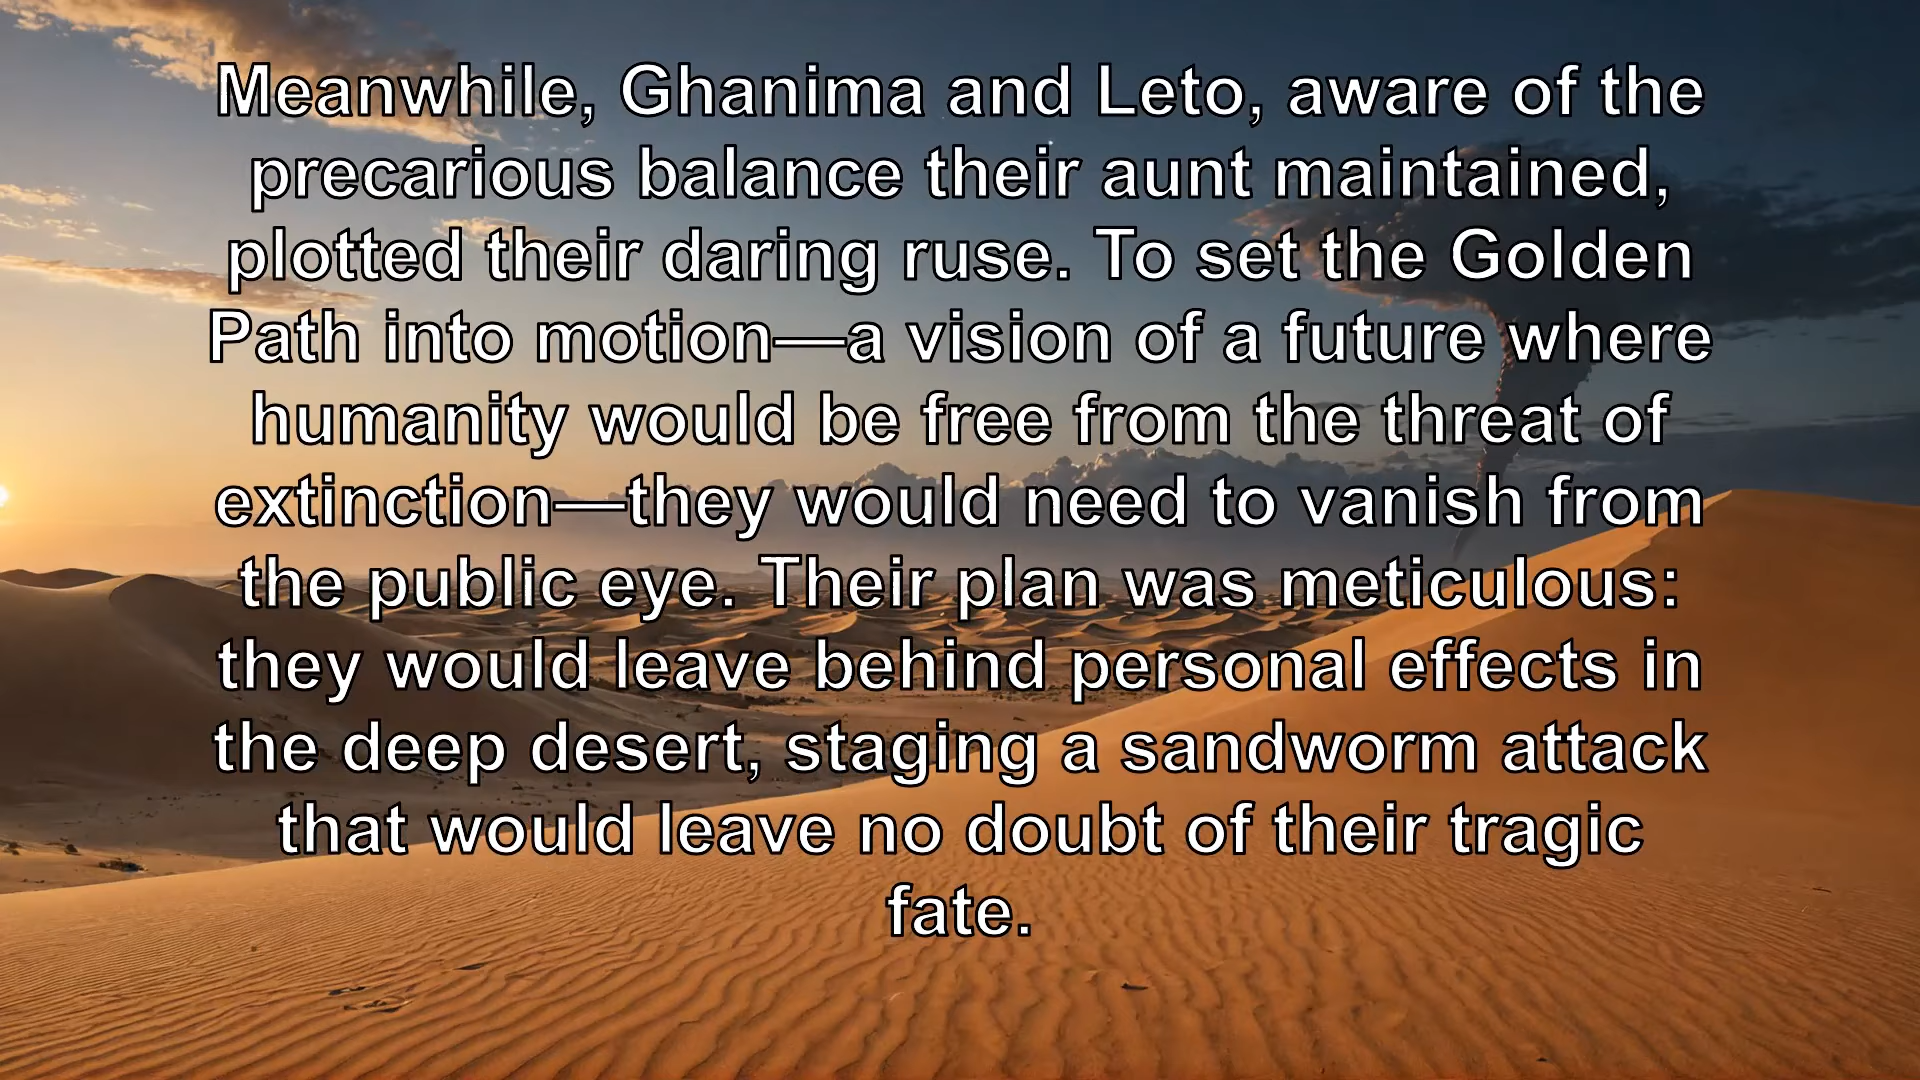 Meanwhile, Ghanima and Leto, aware of the
precarious balance their aunt maintained,
plotted their daring ruse. To set the Golden
Path into motion—a vision of a future where
humanity would be free from the threat of
extinction—they would need to vanish from
the public eye. Their plan was meticulous:
they would leave behind personal effects in
the deep desert, staging a sandworm attack
that would leave no doubt of their tragic
fate.